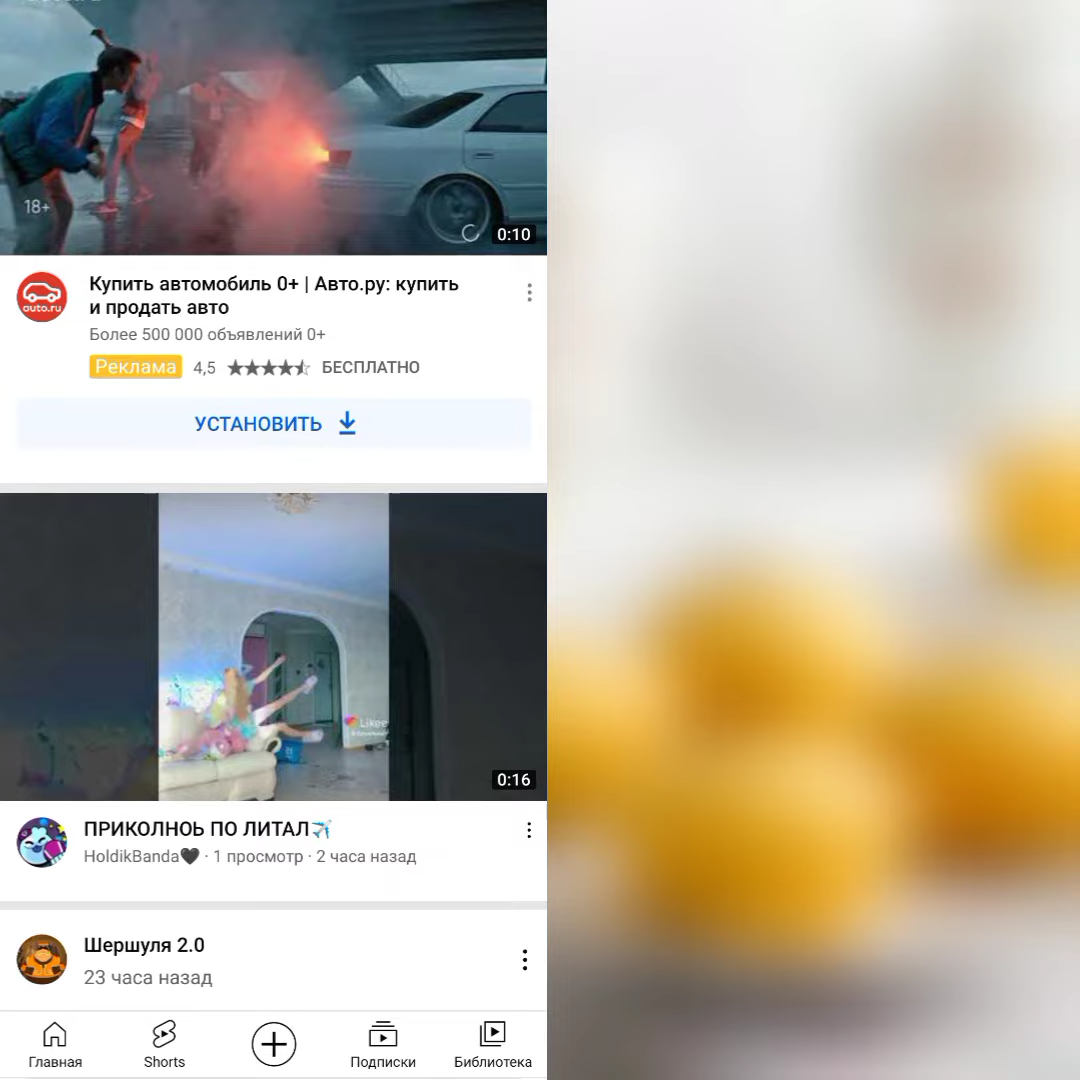 18+
0:10
auto.ru
Купить автомобиль 0+ | Авто.ру: купить
и продать авто
Более 500 000 объявлений 0+
Реклама 4,5 БЕСПЛАТНО
УСТАНОВИТЬ
Likee
0:16
ПРИКОЛНОЬ ПО ЛИТАЛ✈️
HoldikBanda🖤 · 1 просмотр · 2 часа назад
Шершуля 2.0
23 часа назад
Главная
Shorts
Подписки
Библиотека